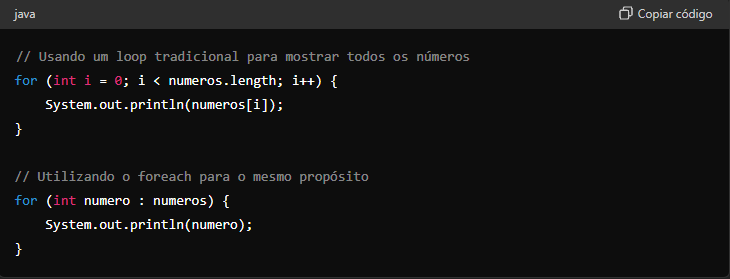 java
Copiar código
// Usando um loop tradicional para mostrar todos os números
for (int i = 0; i < numeros.length; i++) {
    System.out.println(numeros[i]);
}
// Utilizando o foreach para o mesmo propósito
for (int numero : numeros) {
    System.out.println(numero);
}